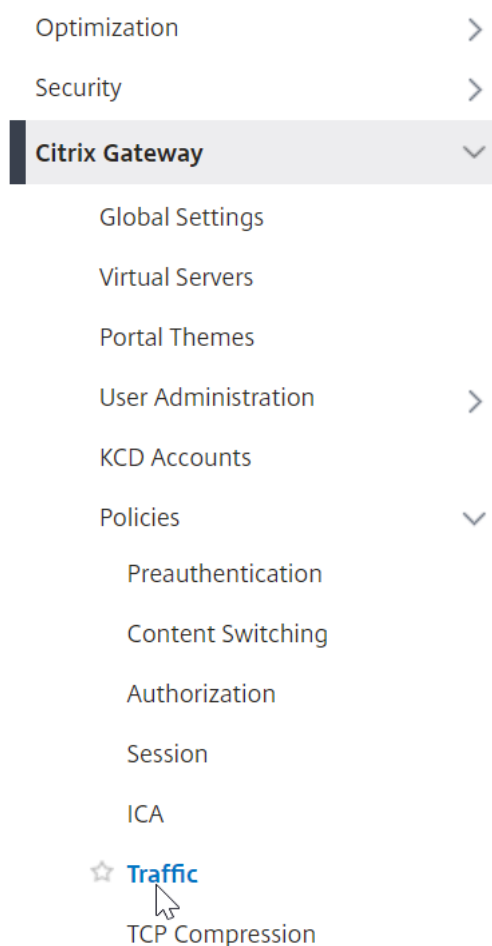 Optimization
Security
Citrix Gateway
Global Settings
Virtual Servers
Portal Themes
User Administration
KCD Accounts
Policies
Preauthentication
Content Switching
Authorization
Session
ICA
Traffic
TCP Compression